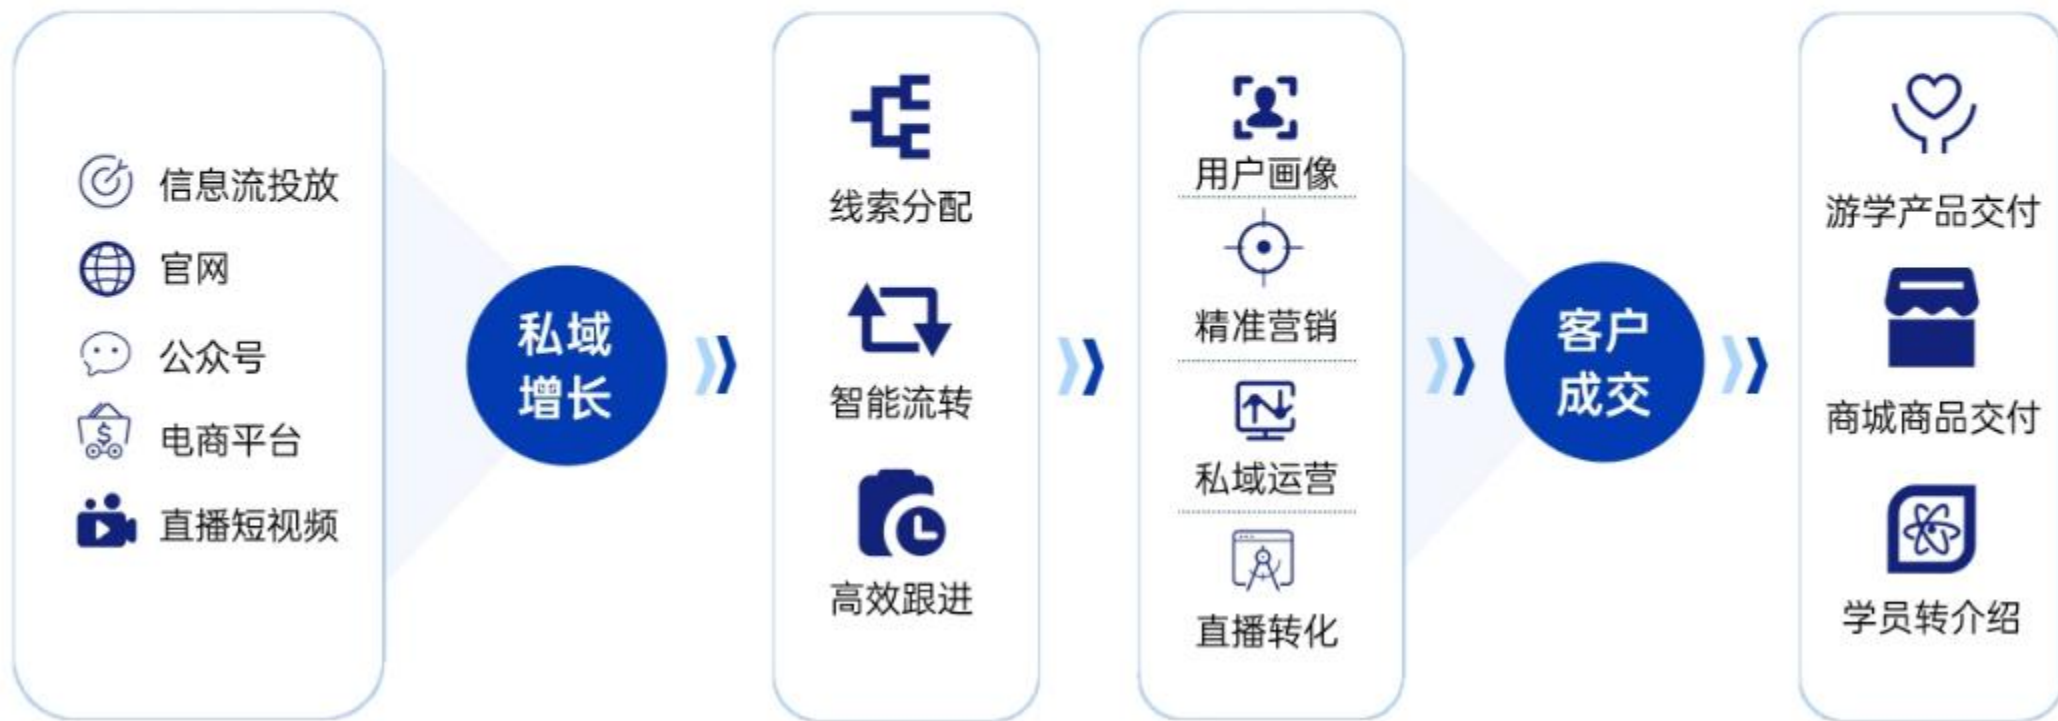 信息流投放
官网
公众号
电商平台
直播短视频
私域
增长
线索分配
智能流转
高效跟进
用户画像
精准营销
私域运营
直播转化
客户
成交
游学产品交付
商城商品交付
学员转介绍